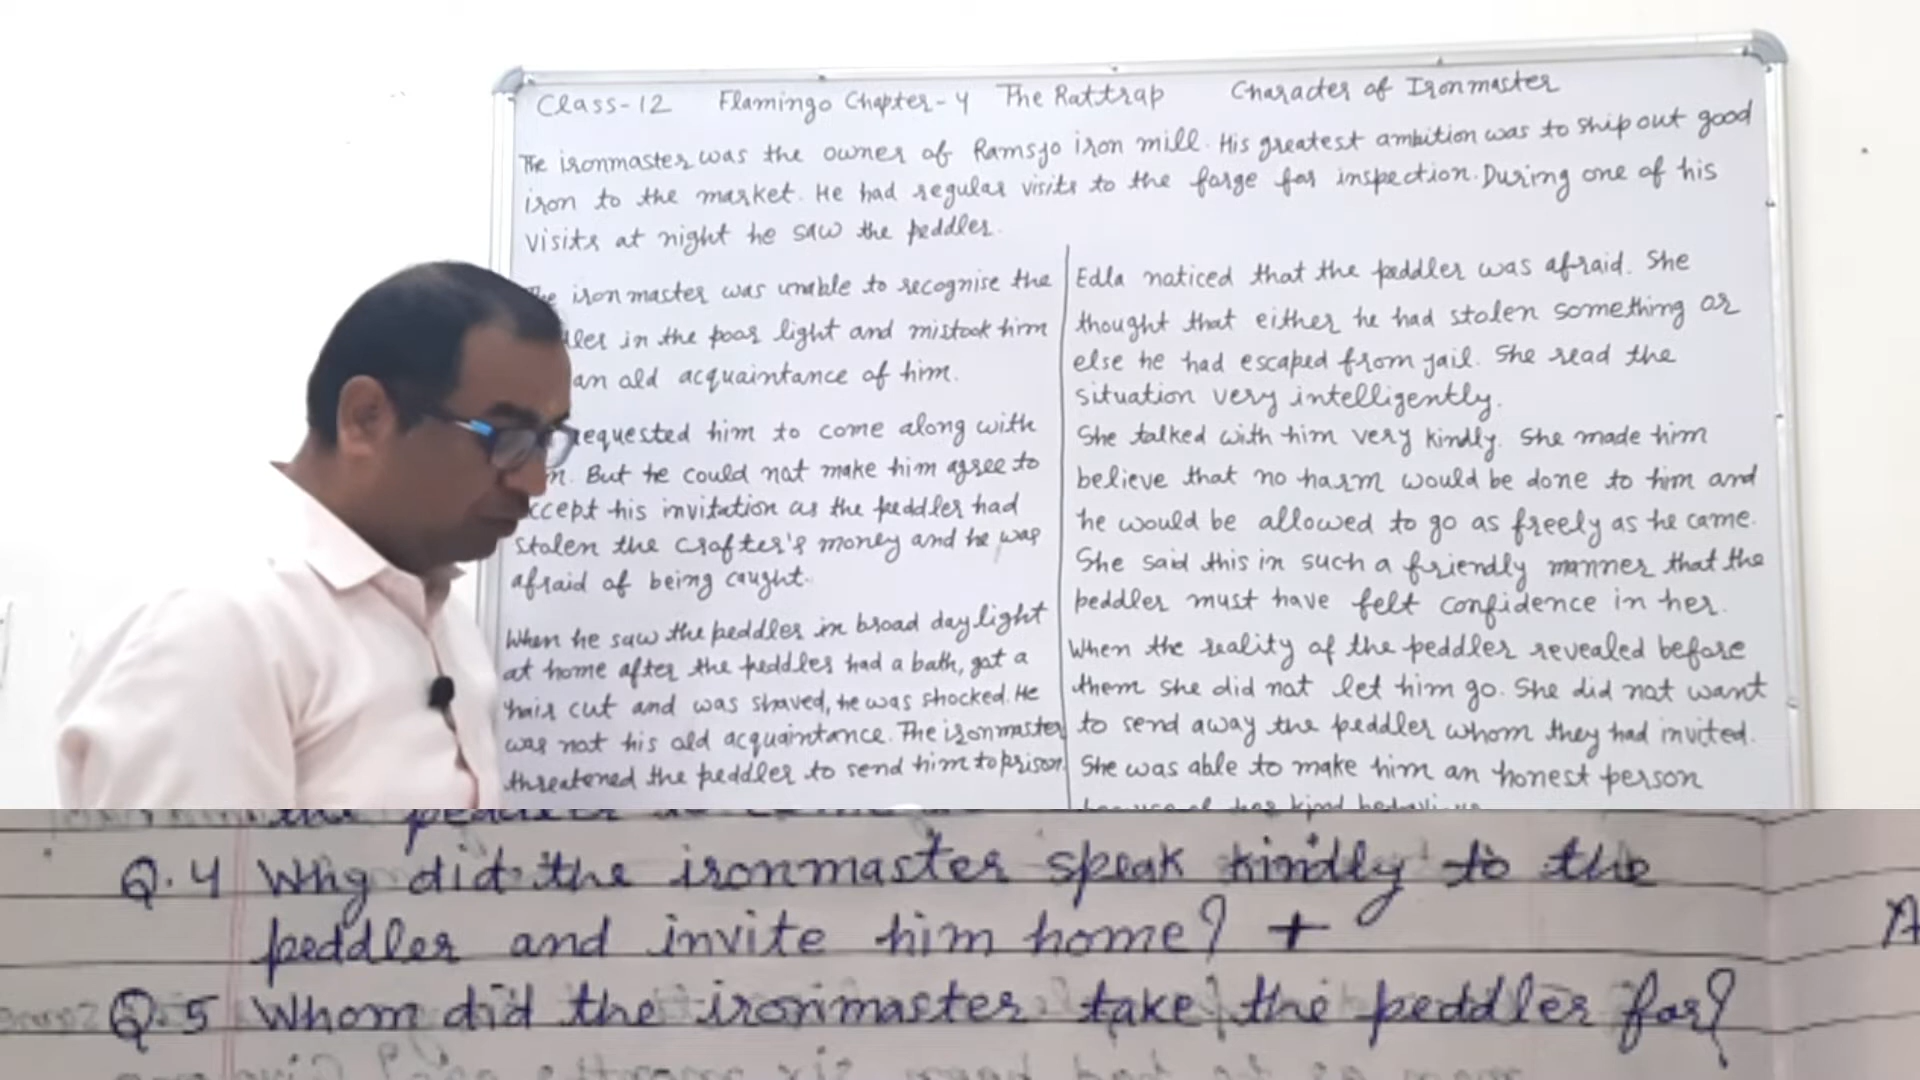 Class-12 Flamingo Chapter-4 The Rattrap Character of Ironmaster
The ironmaster was the owner of Ramsjo iron mill. His greatest ambition was to ship out good
iron to the market. He had regular visits to the forge for inspection. During one of his
visits at night he saw the peddler.
The iron master was unable to recognise the
ller in the poor light and mistook him
an old acquaintance of him.
requested him to come along with
m. But he could not make him agree to
ccept his invitation as the peddler had
stolen the crofter's money and he was
afraid of being caught.
When he saw the peddler in broad day light
at home after the peddler had a bath, got a
hair cut and was shaved, he was shocked. He
was not his old acquaintance. The ironmaster
threatened the peddler to send him to prison.
Edla noticed that the peddler was afraid. She
thought that either he had stolen something or
else he had escaped from jail. She read the
situation very intelligently.
She talked with him very kindly. She made him
believe that no harm would be done to him and
he would be allowed to go as freely as he came.
She said this in such a friendly manner that the
peddler must have felt confidence in her.
When the reality of the peddler revealed before
them she did not let him go. She did not want
to send away the peddler whom they had invited.
She was able to make him an honest person
because of her kind behaviour
the peddler
Q.4 Why did the ironmaster speak kindly to the
peddler and invite him home? +
A
Q.5 Whom did the ironmaster take the peddler for?